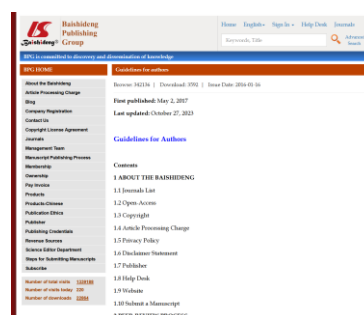 Baishideng
Publishing
Group
Baishideng®
Home English Sign In Help Desk Journals
Keywords, Title
Advanced
Search
BPG is committed to discovery and dissemination of knowledge
BPG HOME
About the Baishideng
Article Processing Charge
Blog
Company Registration
Contact Us
Copyright License Agreement
Journals
Management Team
Manuscript Publishing Process
Membership
Ownership
Pay Invoice
Products
Products-Chinese
Publication Ethics
Publisher
Publishing Credentials
Revenue Sources
Science Editor Department
Steps for Submitting Manuscripts
Subscribe
Number of total visits
Number of visits today
Number of downloads
Guidelines for authors
Browse: 342136 | Download: 8592 | Issue Date: 2014-01-16
First published: May 2, 2017
Last updated: October 27, 2023
Guidelines for Authors
Contents
1 ABOUT THE BAISHIDENG
1.1 Journals List
1.2 Open-Access
1.3 Copyright
1.4 Article Processing Charge
1.5 Privacy Policy
1.6 Disclaimer Statement
1.7 Publisher
1.8 Help Desk
1.9 Website
1.10 Submit a Manuscript